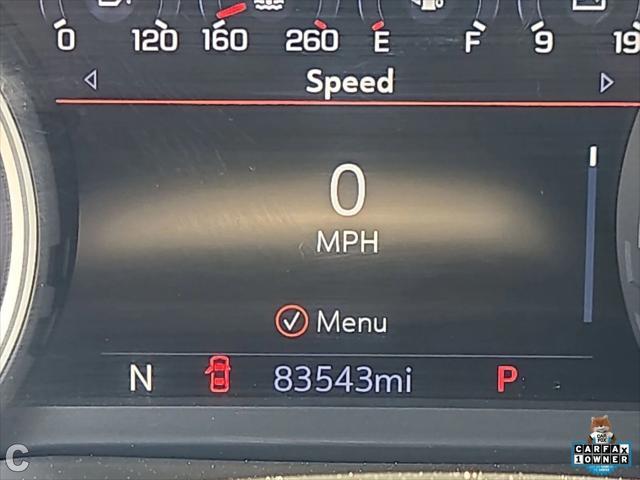 0 120 160 260 E F 9 19
Speed
0
MPH
Menu
N 83543mi P
C
CARFAX
1 OWNER